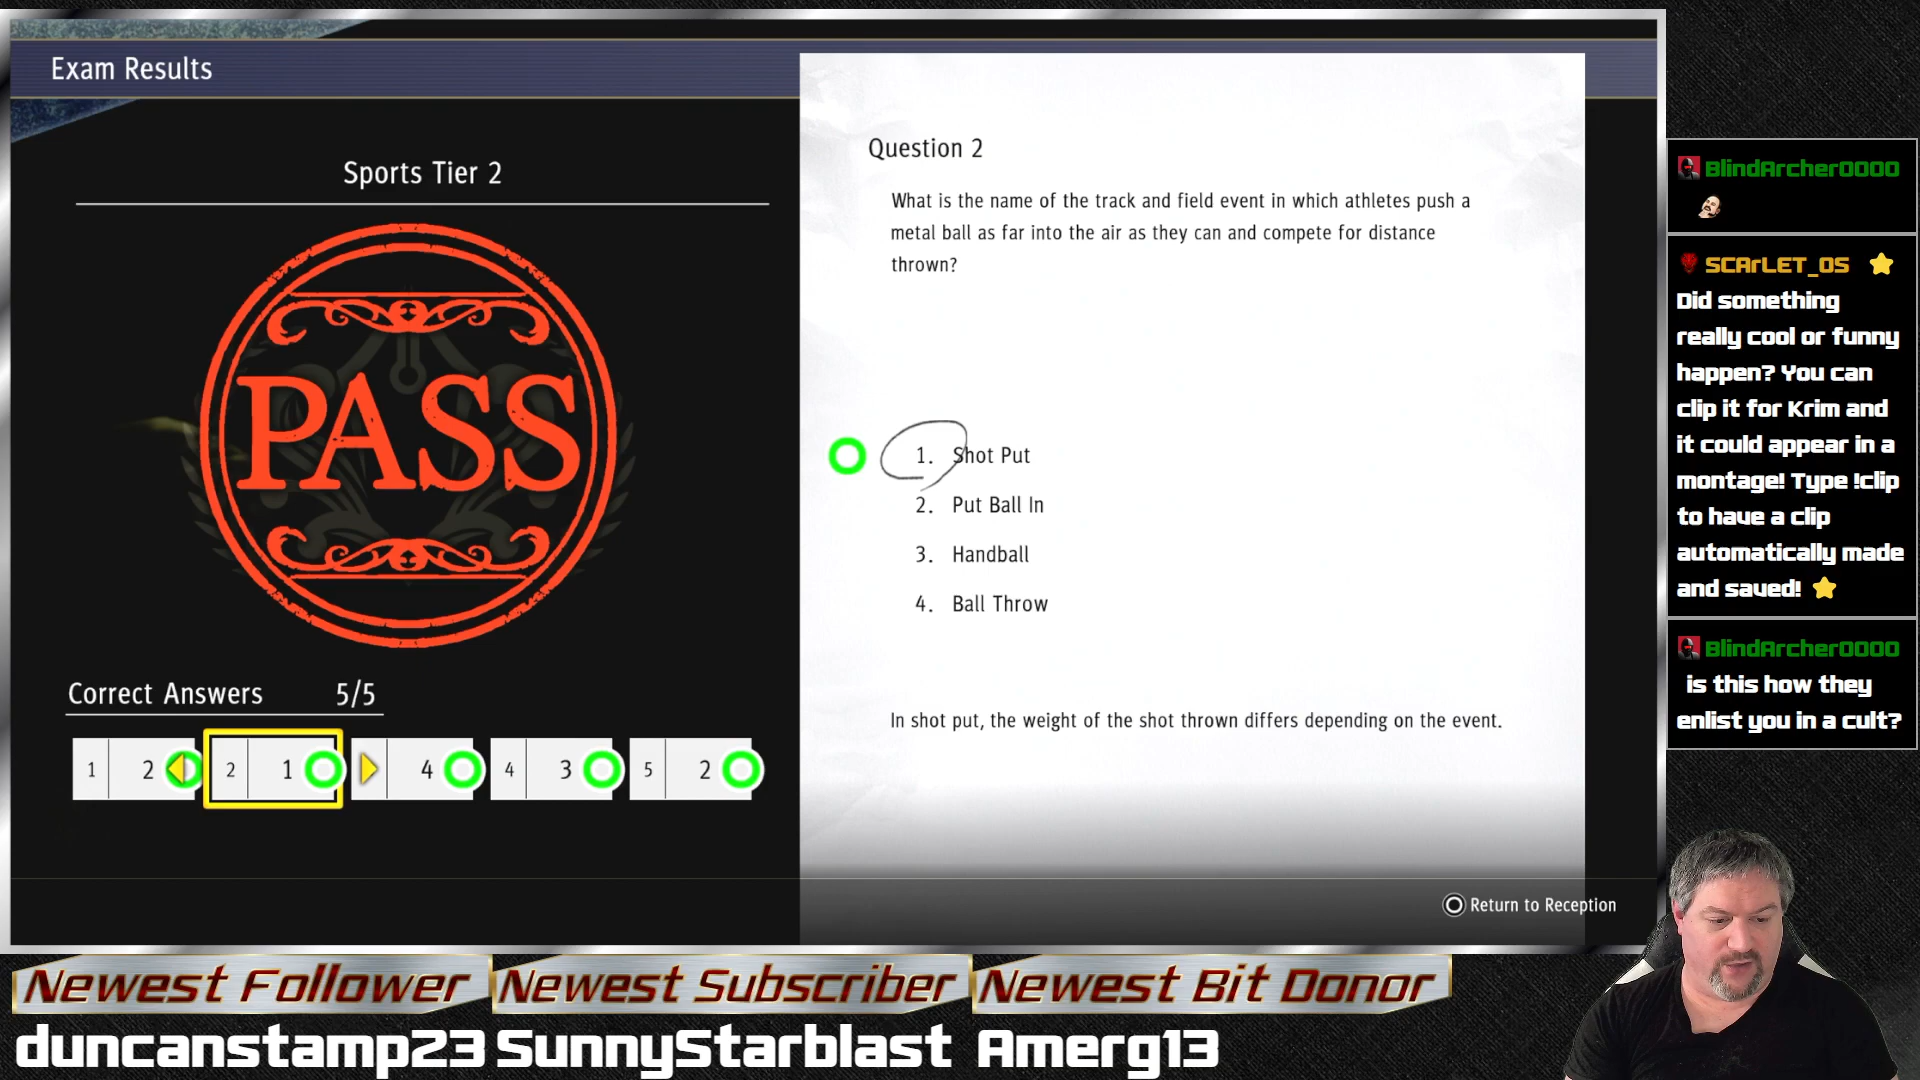 Exam Results
Sports Tier 2
PASS
Correct Answers 5/5
1 2 2 1 4 4 3 5 2
Question 2
What is the name of the track and field event in which athletes push a
metal ball as far into the air as they can and compete for distance
thrown?
1. Shot Put
2. Put Ball In
3. Handball
4. Ball Throw
In shot put, the weight of the shot thrown differs depending on the event.
Return to Reception
BlindArcher0000
SCArLET_OS
Did something
really cool or funny
happen? You can
clip it for Krim and
it could appear in a
montage! Type !clip
to have a clip
automatically made
and saved!
BlindArcher0000
is this how they
enlist you in a cult?
Newest Follower Newest Subscriber Newest Bit Donor
duncanstamp23 SunnyStarblast Amerg13